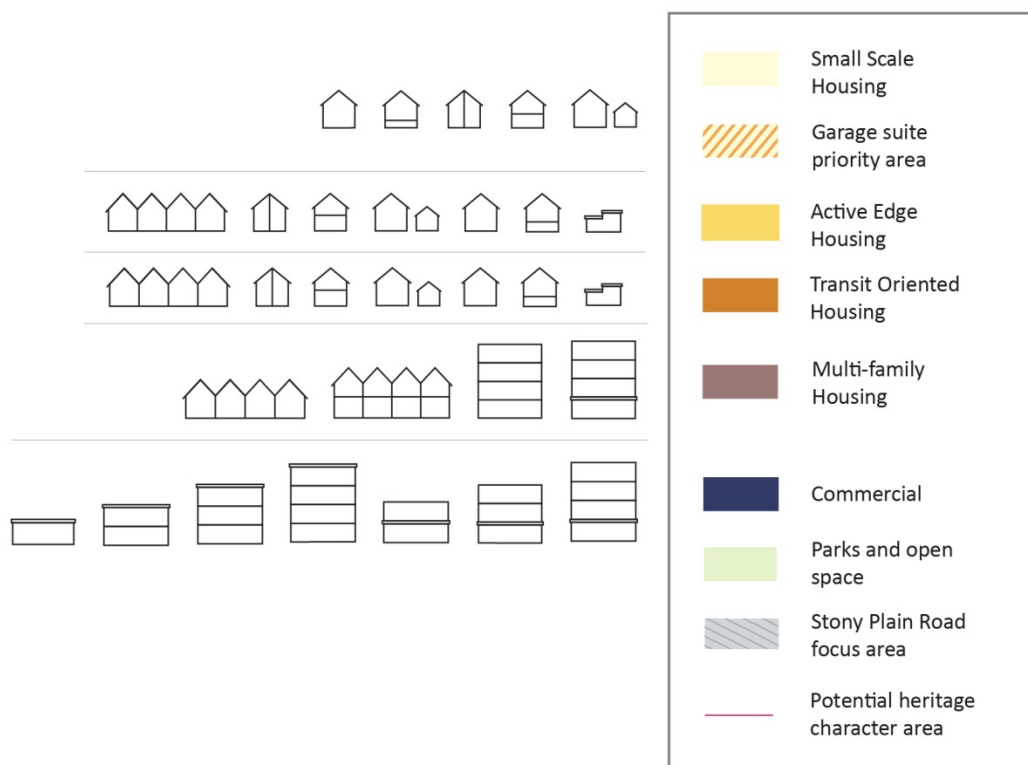 Small Scale
Housing
Garage suite
priority area
Active Edge
Housing
Transit Oriented
Housing
Multi-family
Housing
Commercial
Parks and open
space
Stony Plain Road
focus area
Potential heritage
character area